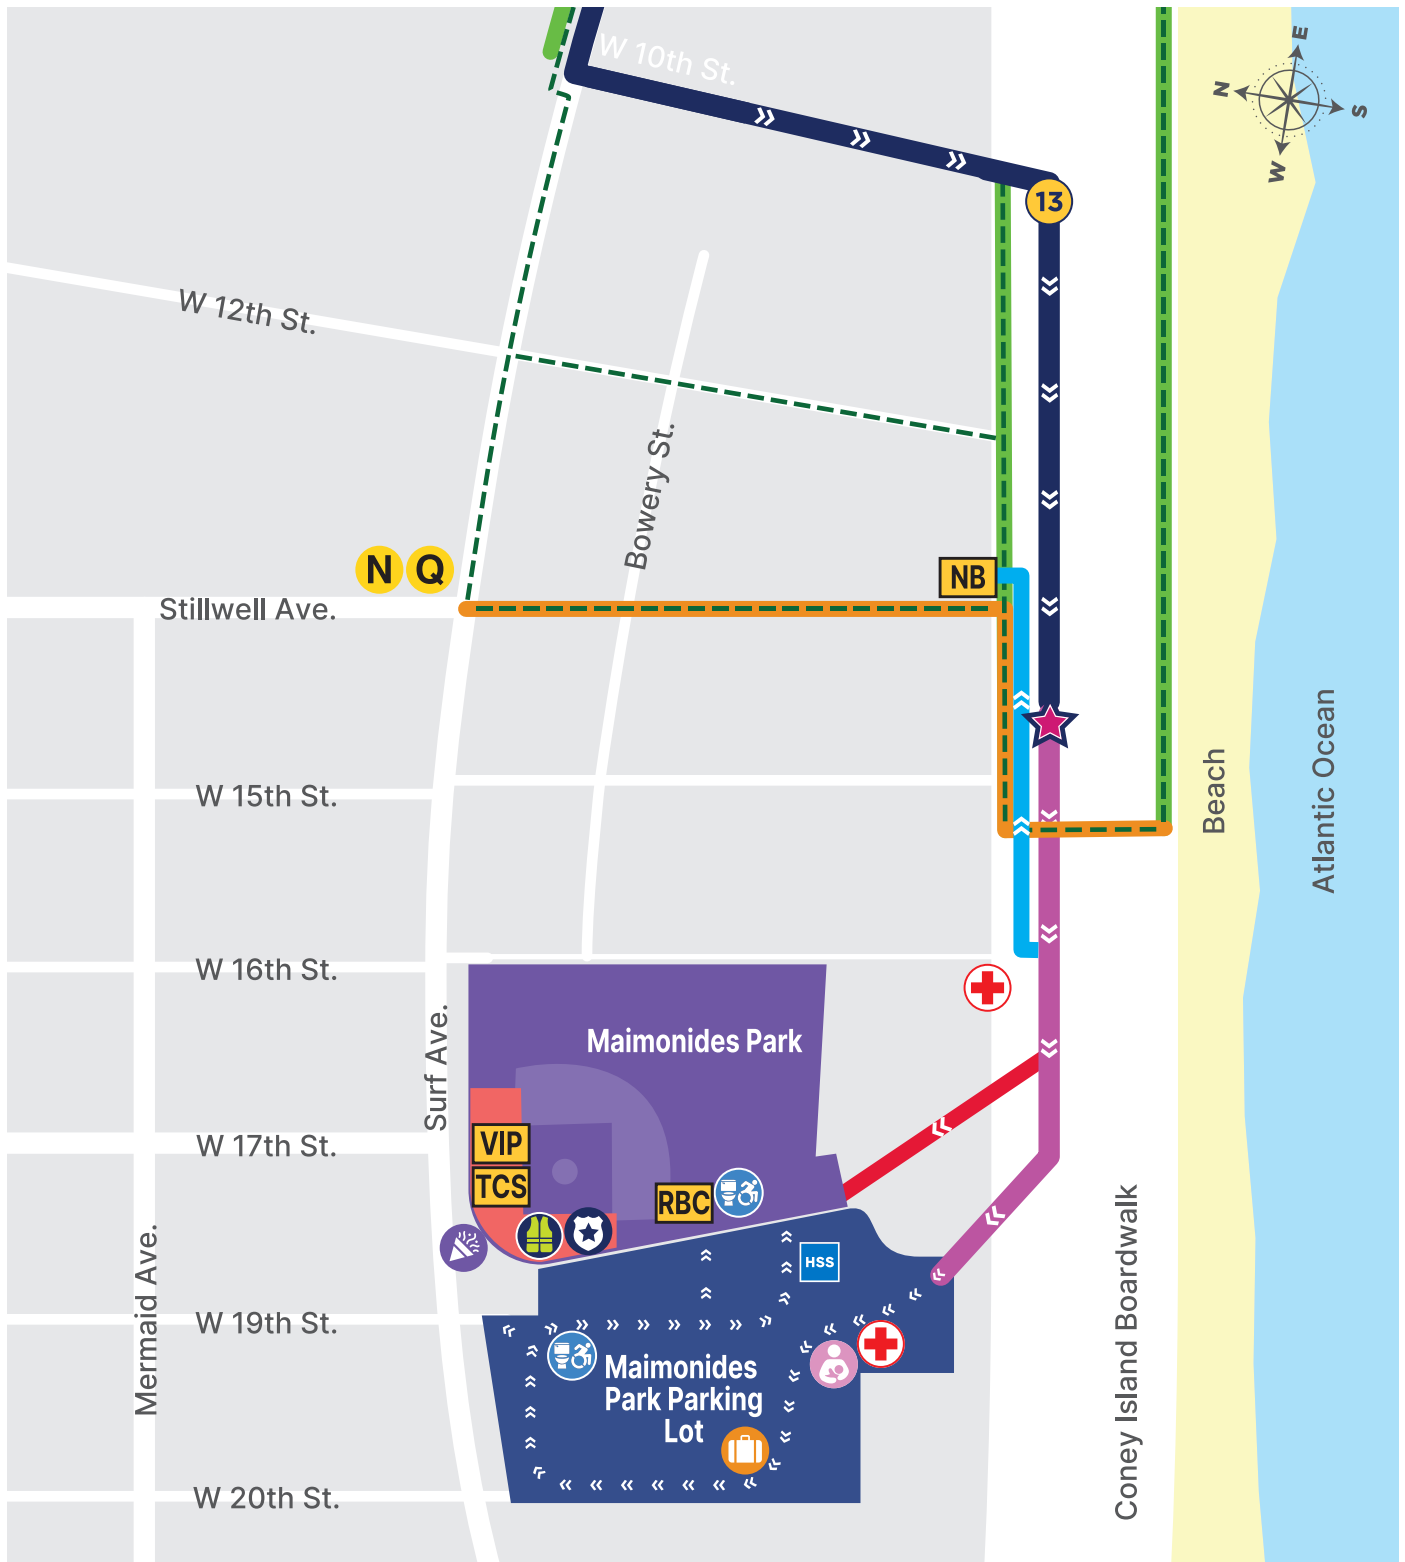 W 10th St.
E
N
S
W
13
W 12th St.
Bowery St.
N Q
NB
Stillwell Ave.
Beach
Atlantic Ocean
W 15th St.
W 16th St.
Maimonides Park
Surf Ave.
VIP
W 17th St.
TCS
RBC
HSS
Coney Island Boardwalk
Mermaid Ave.
W 19th St.
Maimonides
Park Parking
Lot
W 20th St.